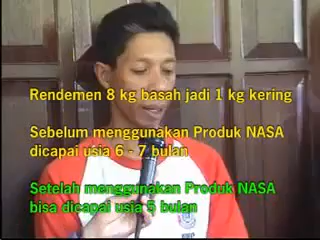 Rendemen 8 kg basah jadi 1 kg kering
Sebelum menggunakan Produk NASA
dicapai usia 6 - 7 bulan
Setelah menggunakan Produk NASA
bisa dicapai usia 5 bulan